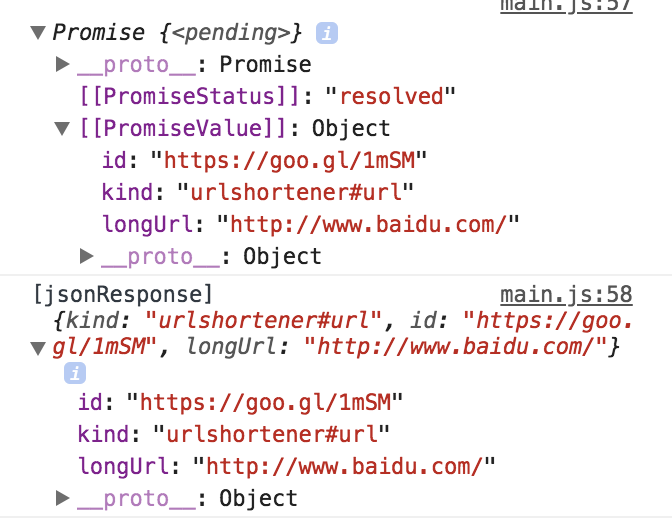 main.js:57
▼ Promise {<pending>} i
▶ __proto__: Promise
[[PromiseStatus]]: "resolved"
▼ [[PromiseValue]]: Object
id: "https://goo.gl/1mSM"
kind: "urlshortener#url"
longUrl: "http://www.baidu.com/"
▶ __proto__: Object
[jsonResponse] main.js:58
{kind: "urlshortener#url", id: "https://goo.
▼ gl/1mSM", longUrl: "http://www.baidu.com/"}
i
id: "https://goo.gl/1mSM"
kind: "urlshortener#url"
longUrl: "http://www.baidu.com/"
▶ __proto__: Object